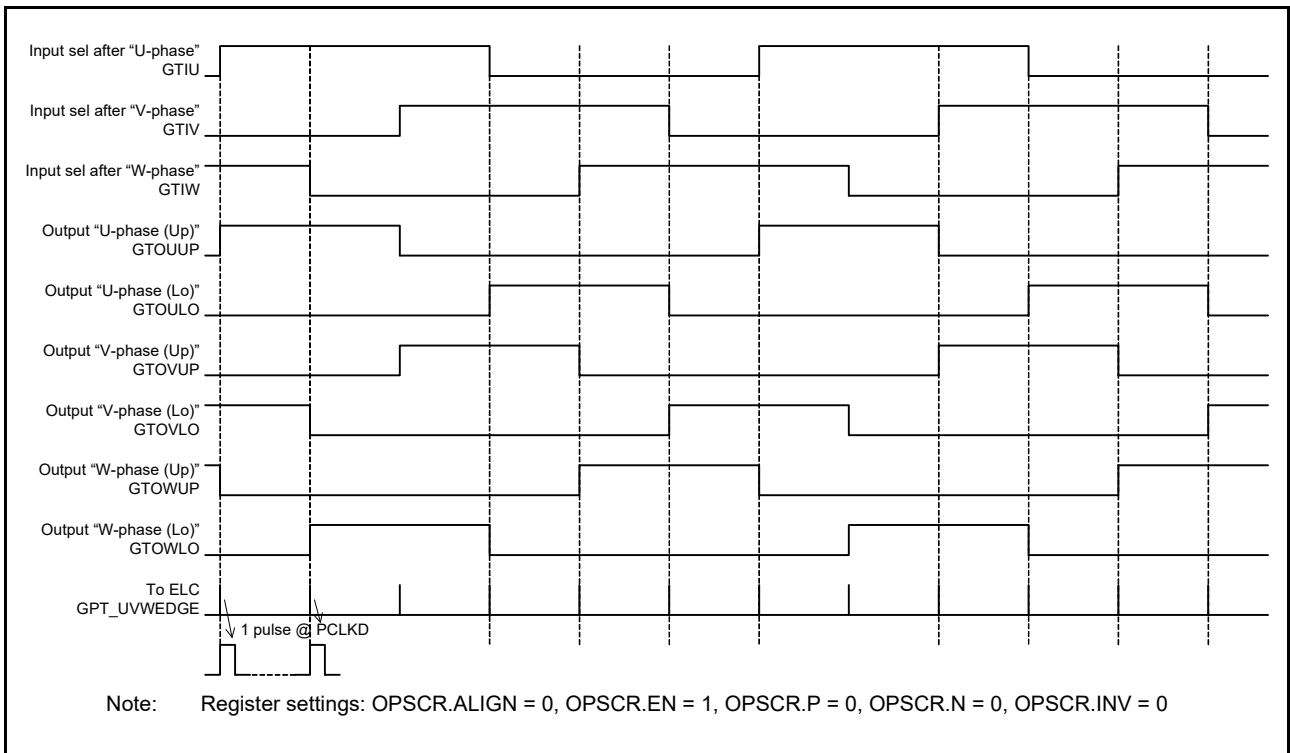 Input sel after “U-phase”
GTIU
Input sel after “V-phase”
GTIV
Input sel after “W-phase”
GTIW
Output “U-phase (Up)”
GTOUUP
Output “U-phase (Lo)”
GTOULO
Output “V-phase (Up)”
GTOVUP
Output “V-phase (Lo)”
GTOVLO
Output “W-phase (Up)”
GTOWUP
Output “W-phase (Lo)”
GTOWLO
To ELC
GPT_UVWEDGE
1 pulse @ PCLKD
Note: Register settings: OPSCR.ALIGN = 0, OPSCR.EN = 1, OPSCR.P = 0, OPSCR.N = 0, OPSCR.INV = 0